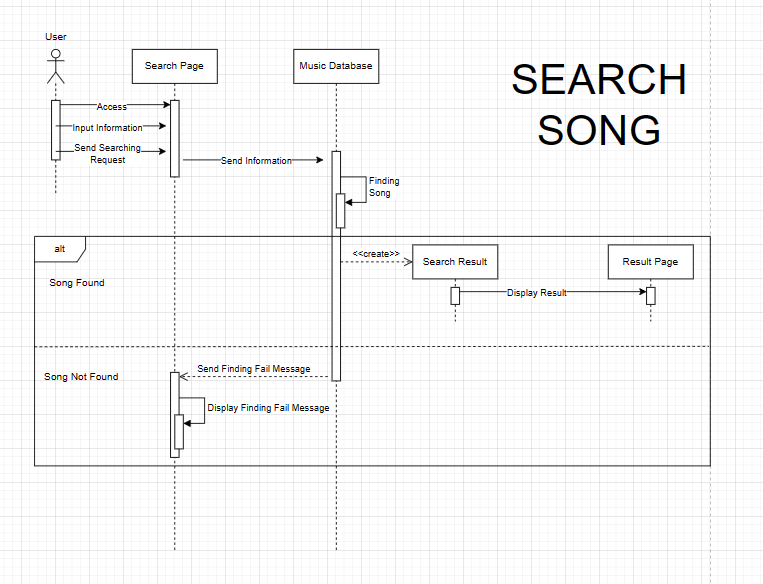 User
Search Page
Music Database
SEARCH
SONG
Access
Input Information
Send Searching
Request
Send Information
Finding
Song
alt
<<create>>
Search Result
Result Page
Song Found
Display Result
Send Finding Fail Message
Song Not Found
Display Finding Fail Message